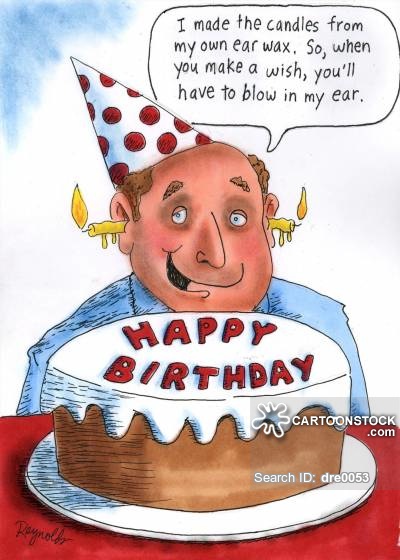 I made the candles from
my own ear wax. So, when
you make a wish, you'll
have to blow in my ear.
HAPPY
BIRTHDAY
CARTOONSTOCK
.com
Search ID: dre0053
Reynolds